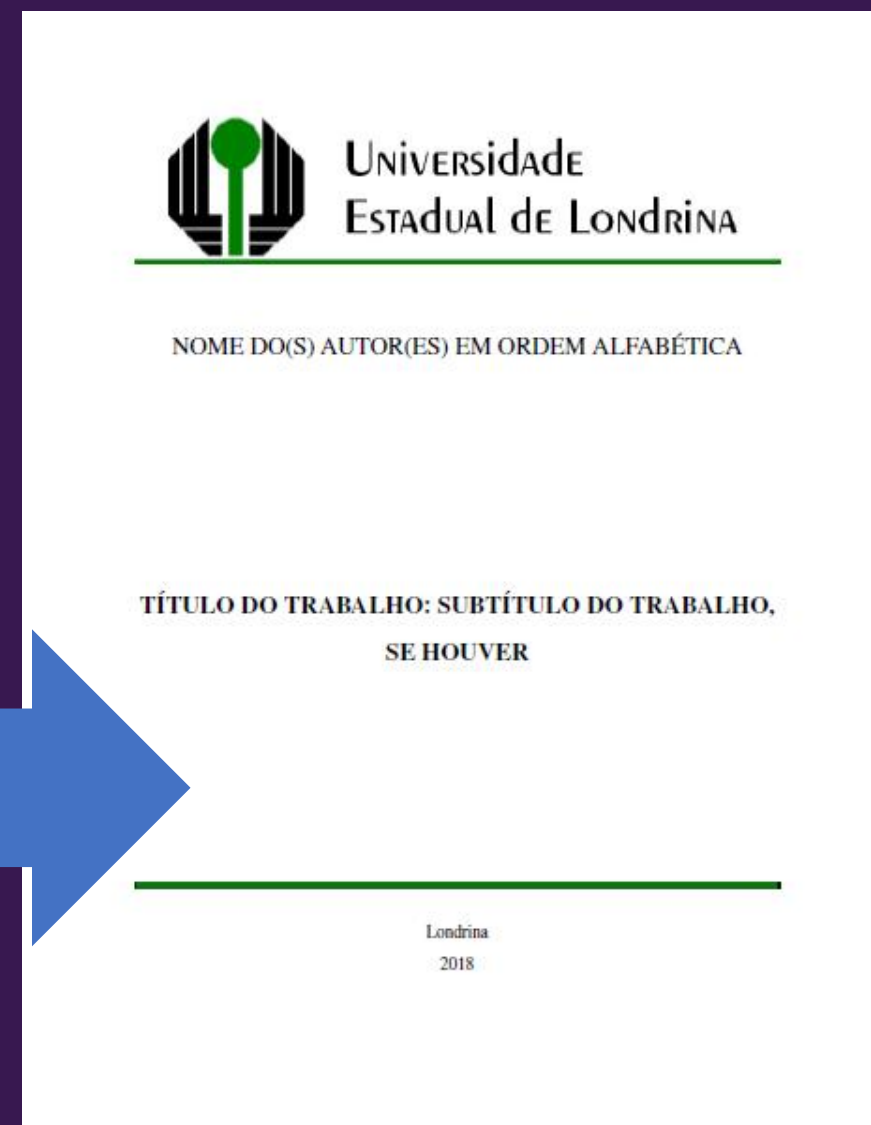 Universidade
Estadual de Londrina
NOME DO(S) AUTOR(ES) EM ORDEM ALFABÉTICA
TÍTULO DO TRABALHO: SUBTÍTULO DO TRABALHO,
SE HOUVER
Londrina
2018